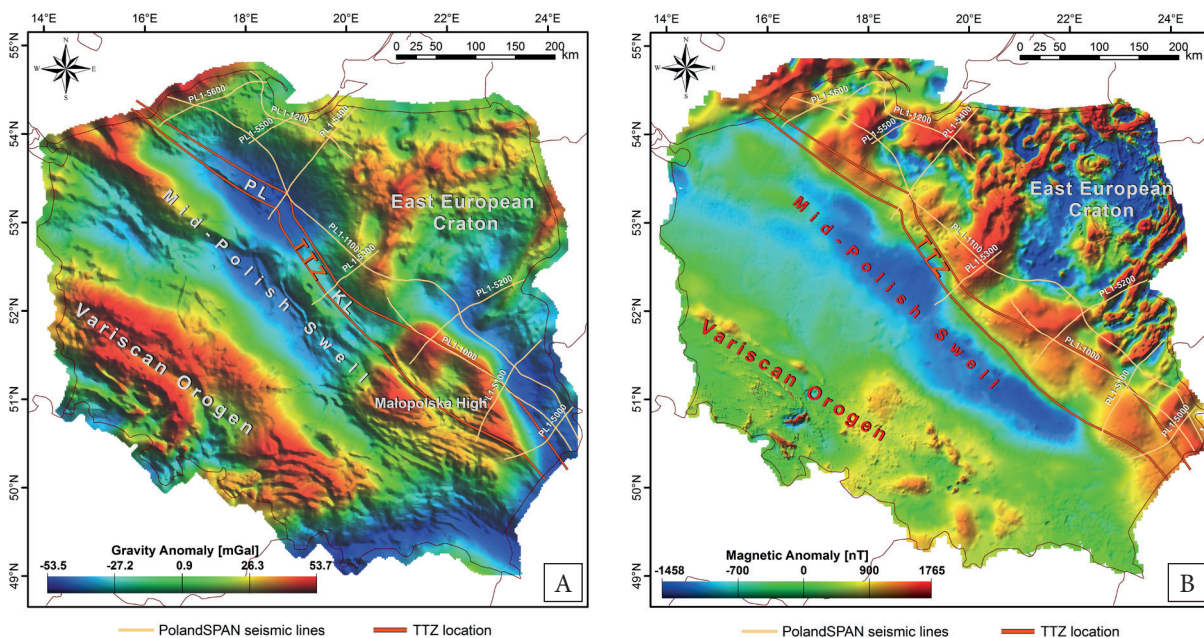 14°E 16°E 18°E 20°E 22°E 24°E
55°N
54°N
53°N
52°N
51°N
50°N
49°N
N
W E
S
0 25 50 100 150 200
km
PL1-5600
PL1-5500
PL1-1200
PL1-5400
PL
East European
Craton
Mid-Polish Swell
TTZ
KL
PL1-1100
PL1-5300
PL1-5200
Variscan Orogen
PL1-1000
PL1-5100
Małopolska High
PL1-5000
Gravity Anomaly [mGal]
-53.5 -27.2 0.9 26.3 53.7
A
PolandSPAN seismic lines TTZ location
14°E 16°E 18°E 20°E 22°E 24°E
55°N
54°N
53°N
52°N
51°N
50°N
49°N
N
W E
S
0 25 50 100 150 200
km
PL1-5600
PL1-5500
PL1-1200
PL1-5400
East European
Craton
Mid-Polish Swell
TTZ
PL1-1100
PL1-5300
PL1-5200
Variscan Orogen
PL1-1000
PL1-5100
PL1-5000
Magnetic Anomaly [nT]
-1458 -700 0 900 1765
B
PolandSPAN seismic lines TTZ location